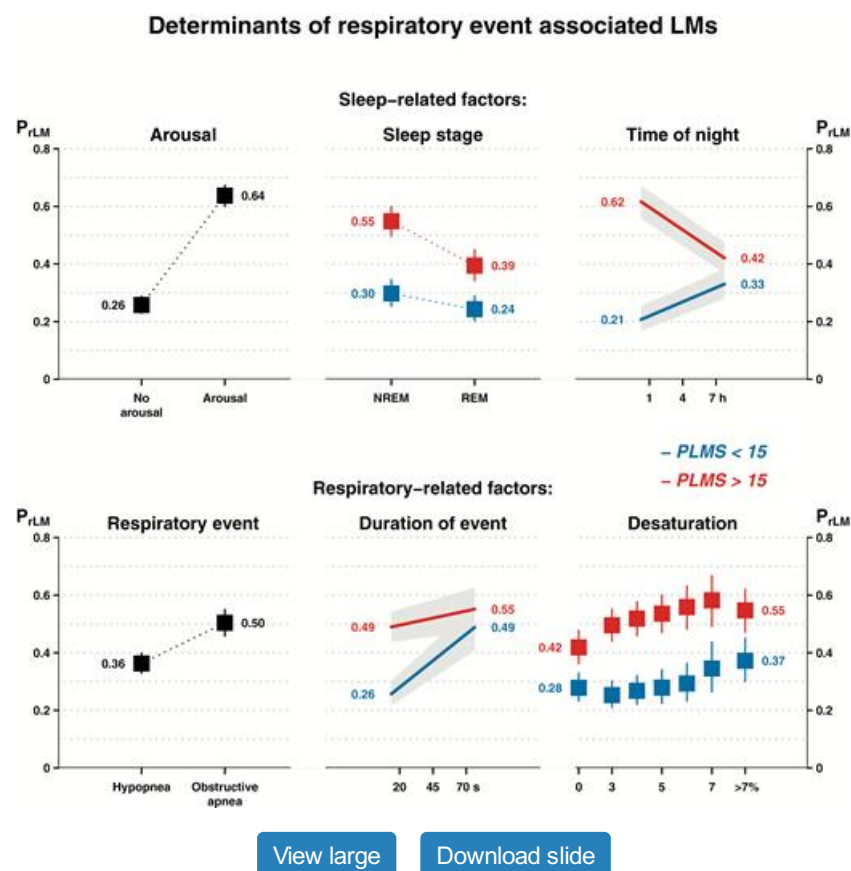 Determinants of respiratory event associated LMs
Sleep–related factors:
PrLM Arousal Sleep stage Time of night PrLM
0.8 0.8
0.6 0.64 0.55 0.62 0.6
0.4 0.39 0.42 0.4
0.26 0.30 0.24 0.33
0.2 0.21 0.2
0 0
No arousal Arousal NREM REM 1 4 7 h
– PLMS < 15
– PLMS > 15
Respiratory–related factors:
PrLM Respiratory event Duration of event Desaturation PrLM
0.8 0.8
0.6 0.50 0.49 0.55 0.55 0.6
0.4 0.36 0.49 0.42 0.37 0.4
0.2 0.26 0.28 0.2
0 0
Hypopnea Obstructive apnea 20 45 70 s 0 3 5 7 >7%
View large Download slide